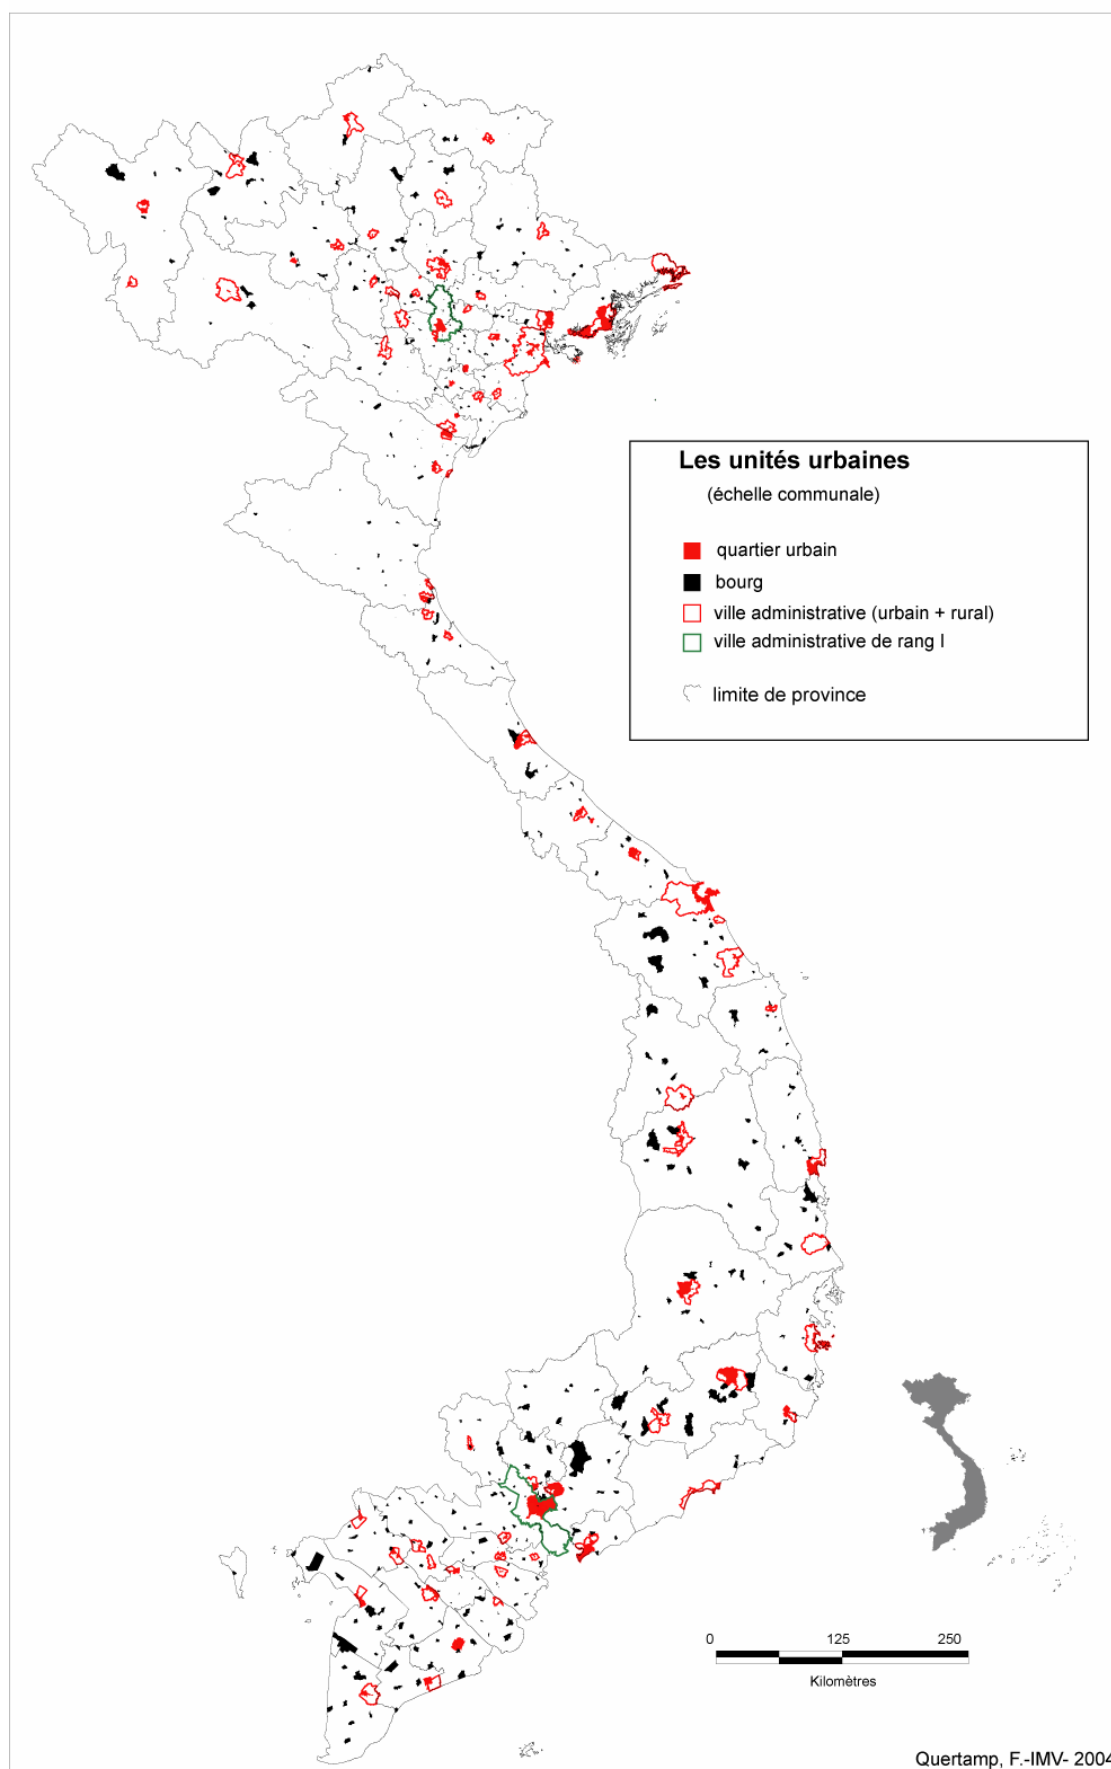 Les unités urbaines
(échelle communale)
quartier urbain
bourg
ville administrative (urbain + rural)
ville administrative de rang I
limite de province
0 125 250
Kilomètres
Quertamp, F.-IMV- 2004